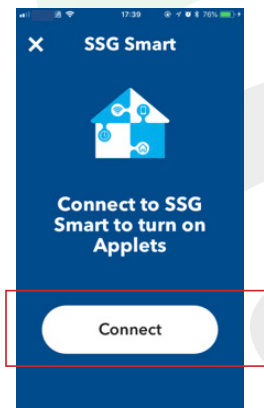 17:39 76%
SSG Smart
Connect to SSG
Smart to turn on
Applets
Connect